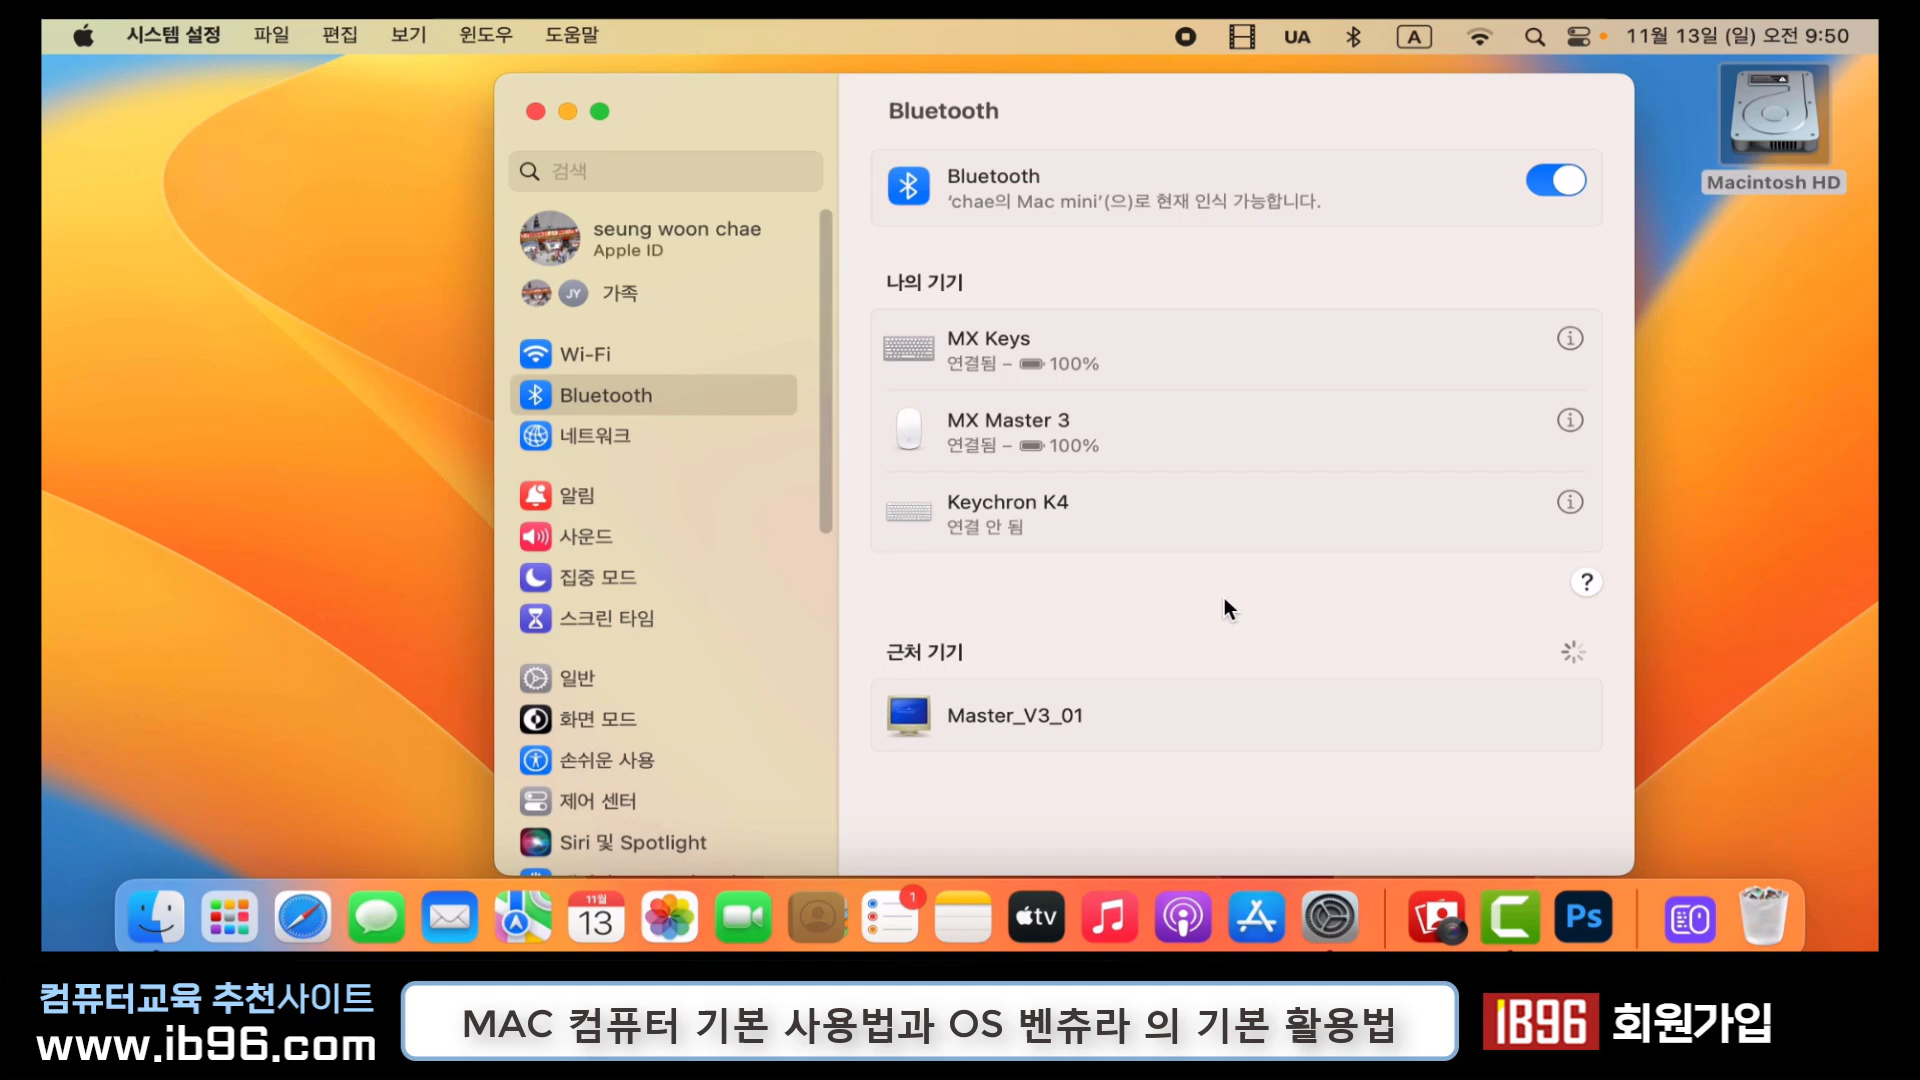 시스템 설정 파일 편집 보기 윈도우 도움말 UA A 11월 13일 (일) 오전 9:50
Macintosh HD
검색
seung woon chae
Apple ID
JY 가족
Wi-Fi
Bluetooth
네트워크
알림
사운드
집중 모드
스크린 타임
일반
화면 모드
손쉬운 사용
제어 센터
Siri 및 Spotlight
Bluetooth
Bluetooth
‘chae의 Mac mini’(으)로 현재 인식 가능합니다.
나의 기기
MX Keys
연결됨 – 100%
MX Master 3
연결됨 – 100%
Keychron K4
연결 안 됨
?
근처 기기
Master_V3_01
11월
13
1
tv
Ps
컴퓨터교육 추천사이트
www.ib96.com
MAC 컴퓨터 기본 사용법과 OS 벤츄라 의 기본 활용법
IB96 회원가입